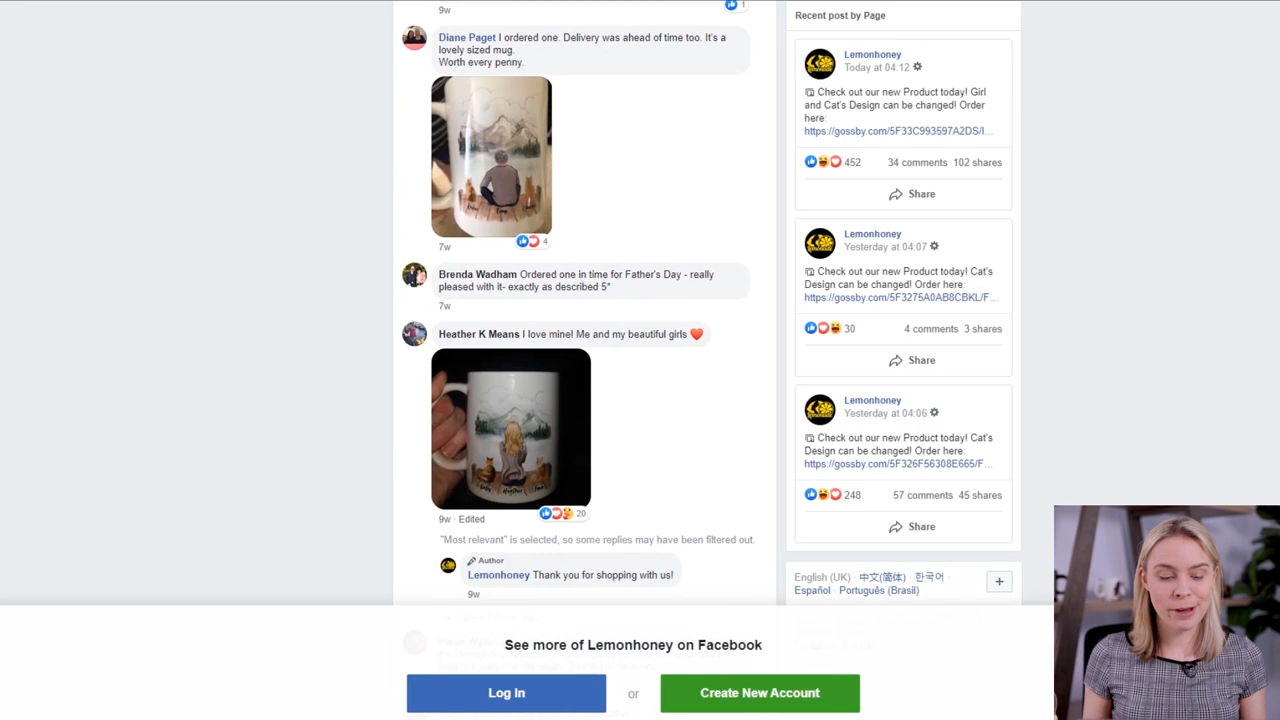 9w
1
Diane Paget I ordered one. Delivery was ahead of time too. It's a
lovely sized mug.
Worth every penny.
4
7w
Brenda Wadham Ordered one in time for Father's Day - really
pleased with it- exactly as described 5*
7w
Heather K Means I love mine! Me and my beautiful girls ❤️
Heather
20
9w · Edited
"Most relevant" is selected, so some replies may have been filtered out.
Author
Lemonhoney Thank you for shopping with us!
9w
Recent post by Page
Lemonhoney
Today at 04:12
Check out our new Product today! Girl
and Cat's Design can be changed! Order
here:
https://gossby.com/5F33C993597A2DS/I...
452 34 comments 102 shares
Share
Lemonhoney
Yesterday at 04:07
Check out our new Product today! Cat's
Design can be changed! Order here:
https://gossby.com/5F3275A0AB8CBKL/F...
30 4 comments 3 shares
Share
Lemonhoney
Yesterday at 04:06
Check out our new Product today! Cat's
Design can be changed! Order here:
https://gossby.com/5F326F56308E665/F...
248 57 comments 45 shares
Share
English (UK) · 中文(简体) · 한국어 ·
Español · Português (Brasil)
+
See more of Lemonhoney on Facebook
Log In or Create New Account